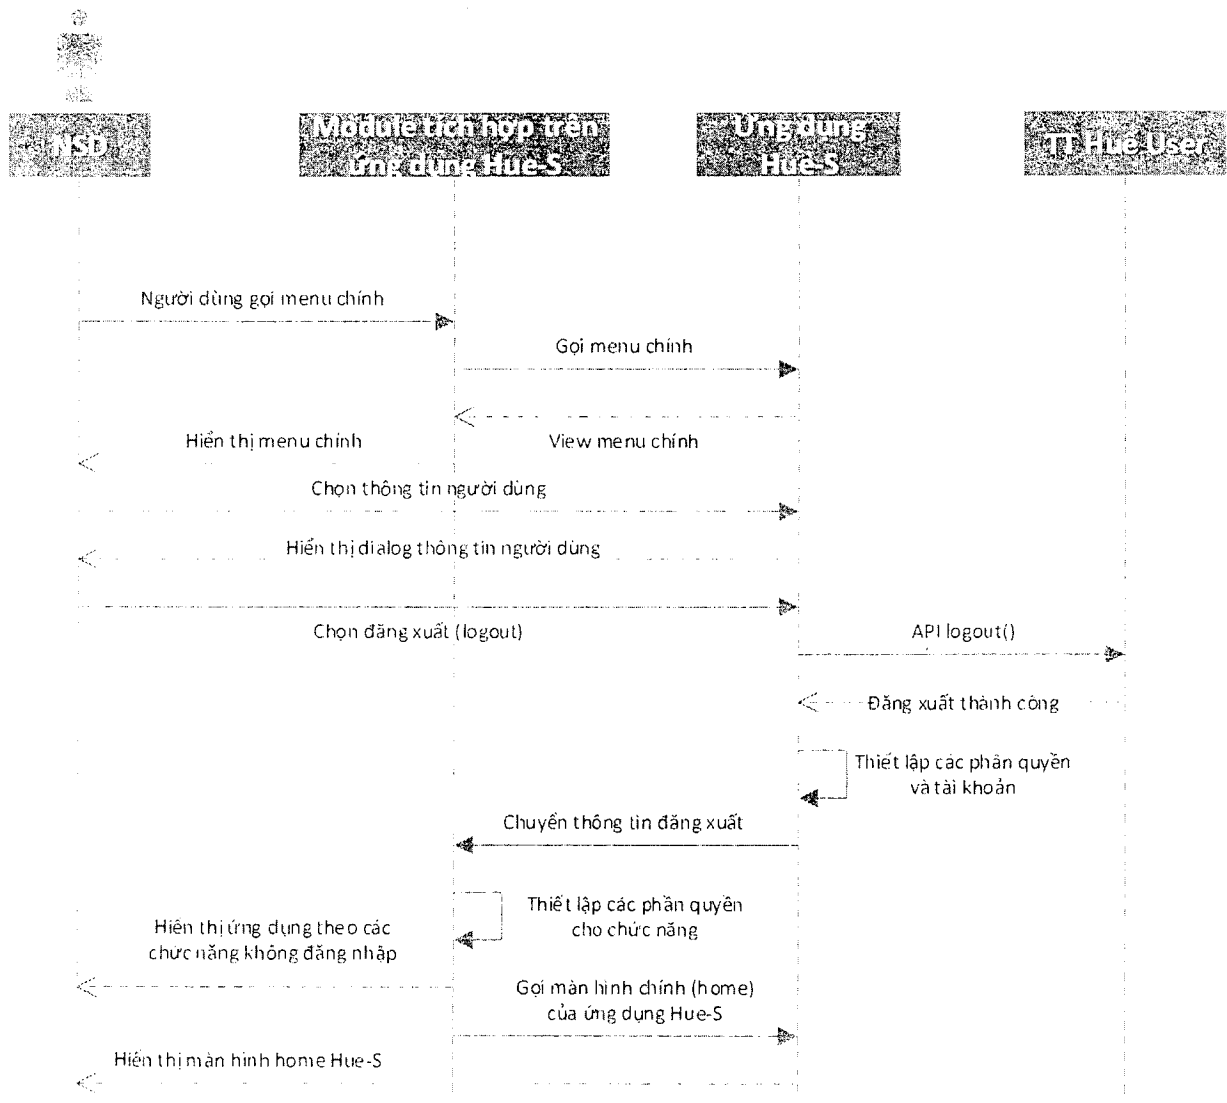 NSD
Module tích hợp trên
ứng dụng Hue-S
Ứng dụng
Hue-S
TT Hue User
Người dùng gọi menu chính
Gọi menu chính
View menu chính
Hiển thị menu chính
Chọn thông tin người dùng
Hiển thị dialog thông tin người dùng
Chọn đăng xuất (logout)
API logout()
Đăng xuất thành công
Thiết lập các phân quyền
và tài khoản
Chuyển thông tin đăng xuất
Thiết lập các phần quyền
cho chức năng
Hiển thị ứng dụng theo các
chức năng không đăng nhập
Gọi màn hình chính (home)
của ứng dụng Hue-S
Hiển thị màn hình home Hue-S